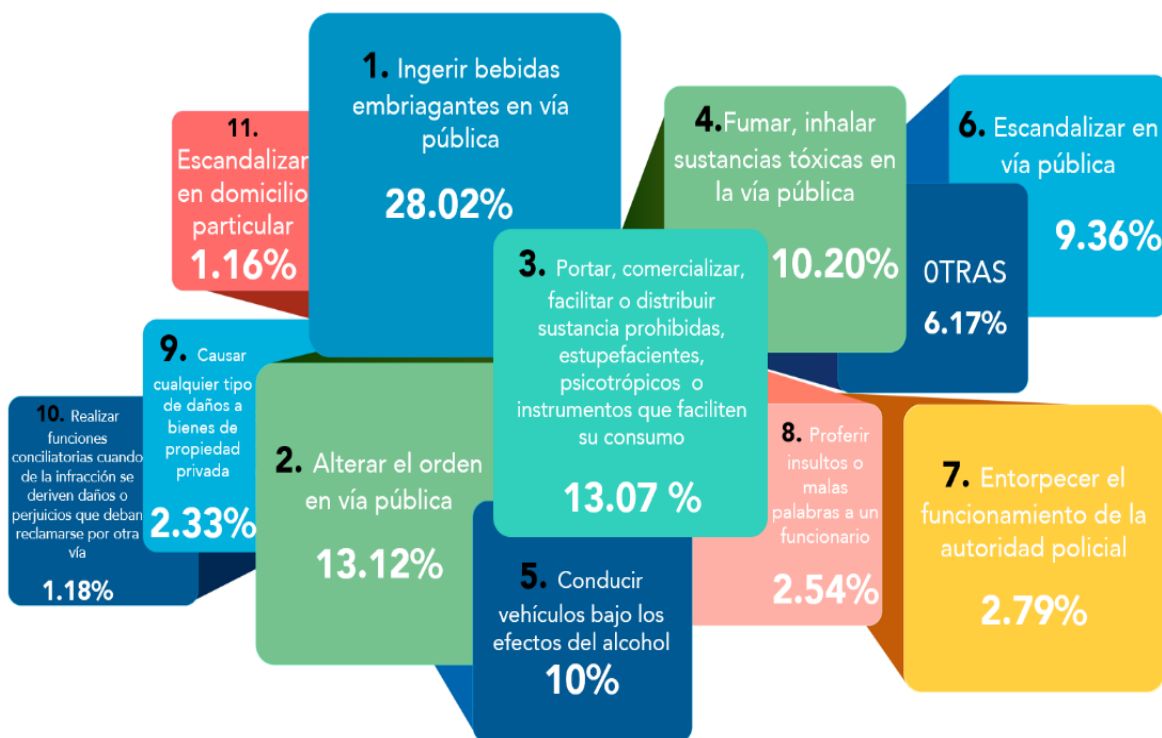 1. Ingerir bebidas
embriagantes en vía
pública
28.02%
2. Alterar el orden
en vía pública
13.12%
3. Portar, comercializar,
facilitar o distribuir
sustancia prohibidas,
estupefacientes,
psicotrópicos o
instrumentos que faciliten
su consumo
13.07 %
4.Fumar, inhalar
sustancias tóxicas en
la vía pública
10.20%
5. Conducir
vehículos bajo los
efectos del alcohol
10%
6. Escandalizar en
vía pública
9.36%
7. Entorpecer el
funcionamiento de la
autoridad policial
2.79%
8. Proferir
insultos o
malas
palabras a un
funcionario
2.54%
9. Causar
cualquier tipo
de daños a
bienes de
propiedad
privada
2.33%
10. Realizar
funciones
conciliatorias cuando
de la infracción se
deriven daños o
perjuicios que deban
reclamarse por otra
vía
1.18%
11.
Escandalizar
en domicilio
particular
1.16%
0TRAS
6.17%